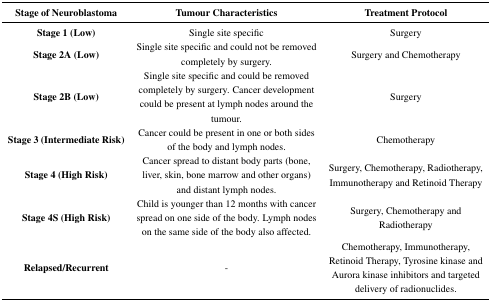 Stage of Neuroblastoma Tumour Characteristics Treatment Protocol
Stage 1 (Low) Single site specific Surgery
Stage 2A (Low) Single site specific and could not be removed completely by surgery. Surgery and Chemotherapy
Stage 2B (Low) Single site specific and could be removed completely by surgery. Cancer development could be present at lymph nodes around the tumour. Surgery
Stage 3 (Intermediate Risk) Cancer could be present in one or both sides of the body and lymph nodes. Chemotherapy
Stage 4 (High Risk) Cancer spread to distant body parts (bone, liver, skin, bone marrow and other organs) and distant lymph nodes. Surgery, Chemotherapy, Radiotherapy, Immunotherapy and Retinoid Therapy
Stage 4S (High Risk) Child is younger than 12 months with cancer spread on one side of the body. Lymph nodes on the same side of the body also affected. Surgery, Chemotherapy and Radiotherapy
Relapsed/Recurrent - Chemotherapy, Immunotherapy, Retinoid Therapy, Tyrosine kinase and Aurora kinase inhibitors and targeted delivery of radionuclides.